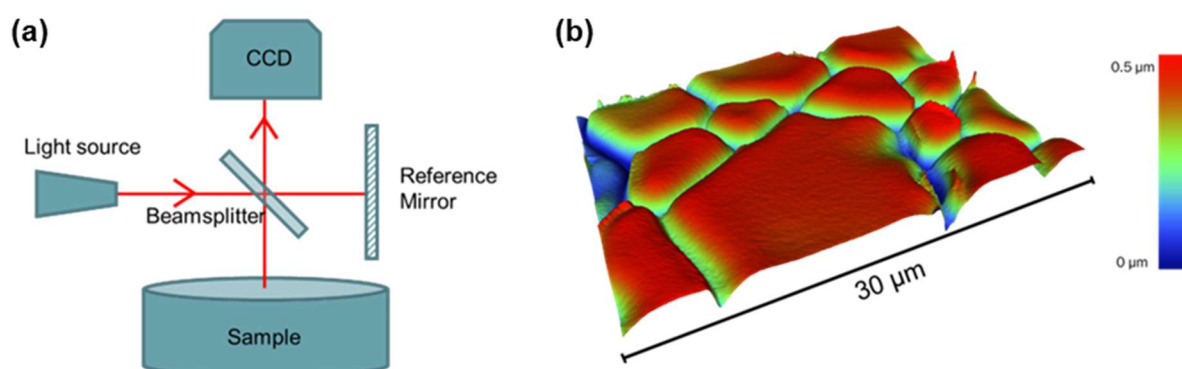 (a)
CCD
Light source
Beamsplitter
Reference
Mirror
Sample
(b)
0.5 µm
0 µm
30 µm